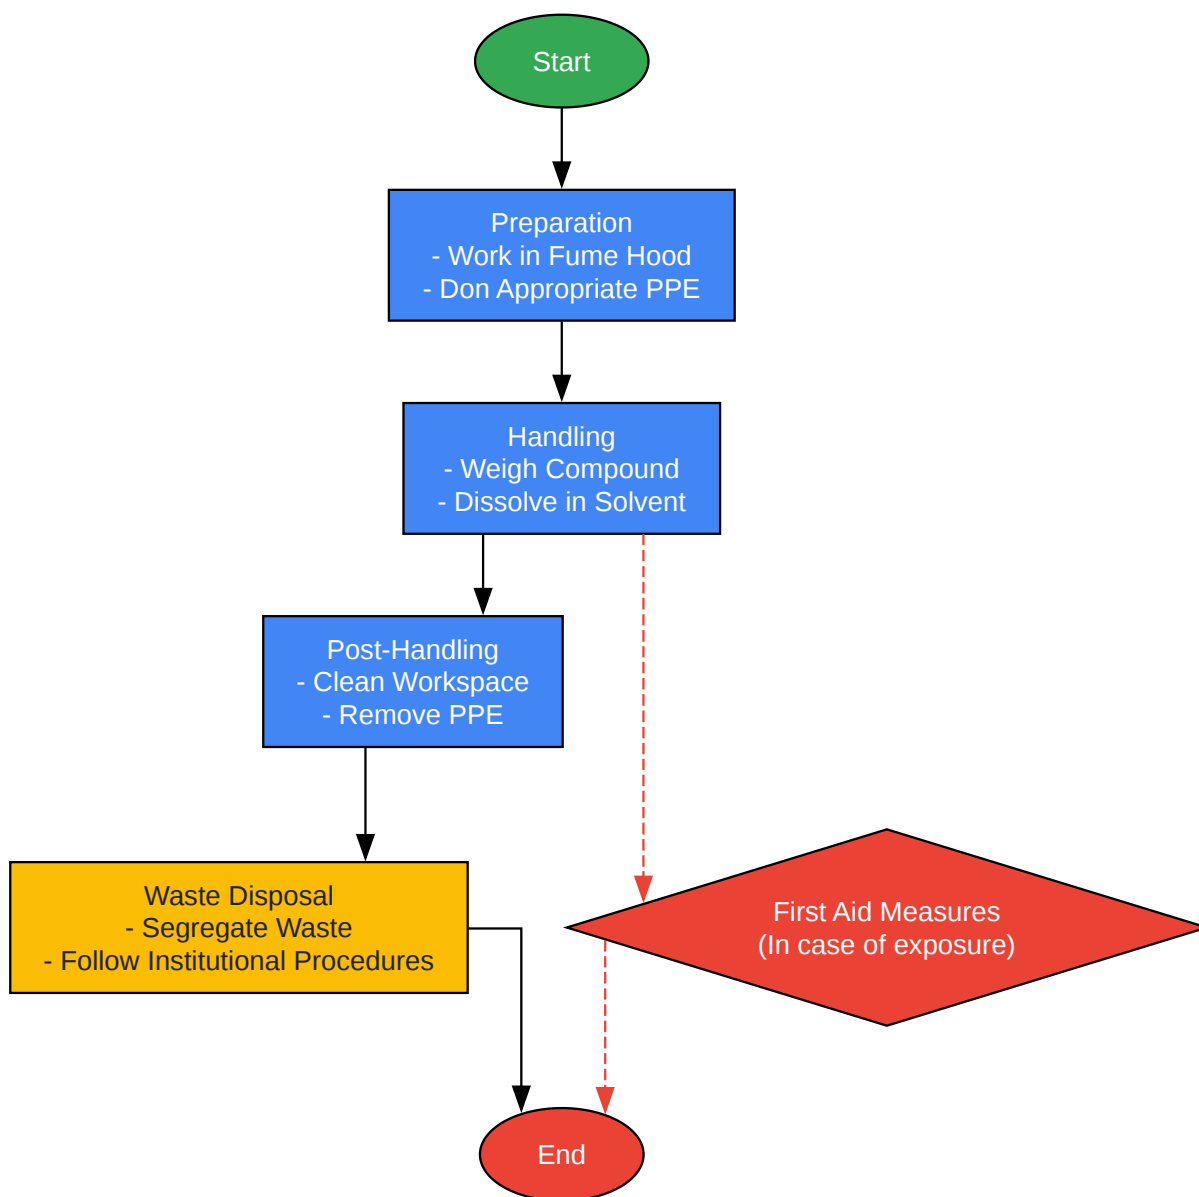 Start
Preparation
- Work in Fume Hood
- Don Appropriate PPE
Handling
- Weigh Compound
- Dissolve in Solvent
Post-Handling
- Clean Workspace
- Remove PPE
Waste Disposal
- Segregate Waste
- Follow Institutional Procedures
First Aid Measures
(In case of exposure)
End